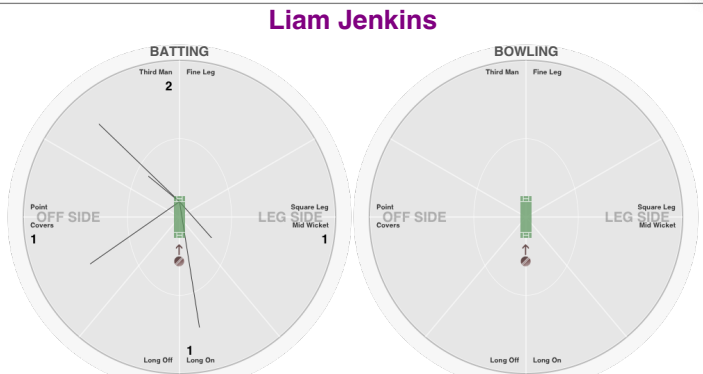 Liam Jenkins
BATTING
Third Man Fine Leg
2
Point
OFF SIDE
Covers
1
Square Leg
LEG SIDE
Mid Wicket
1
1
Long Off Long On
BOWLING
Third Man Fine Leg
Point
OFF SIDE
Covers
Square Leg
LEG SIDE
Mid Wicket
Long Off Long On